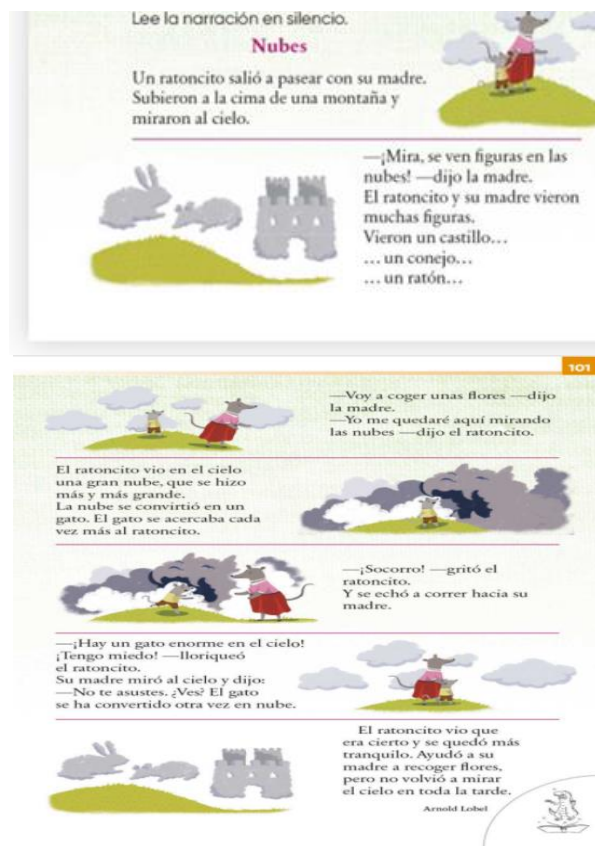 Lee la narración en silencio.
Nubes
Un ratoncito salió a pasear con su madre.
Subieron a la cima de una montaña y
miraron al cielo.
—¡Mira, se ven figuras en las
nubes! —dijo la madre.
El ratoncito y su madre vieron
muchas figuras.
Vieron un castillo...
... un conejo...
... un ratón...
101
—Voy a coger unas flores —dijo
la madre.
—Yo me quedaré aquí mirando
las nubes —dijo el ratoncito.
El ratoncito vio en el cielo
una gran nube, que se hizo
más y más grande.
La nube se convirtió en un
gato. El gato se acercaba cada
vez más al ratoncito.
—¡Socorro! —gritó el
ratoncito.
Y se echó a correr hacia su
madre.
—¡Hay un gato enorme en el cielo!
¡Tengo miedo! —lloriqueó
el ratoncito.
Su madre miró al cielo y dijo:
—No te asustes. ¿Ves? El gato
se ha convertido otra vez en nube.
El ratoncito vio que
era cierto y se quedó más
tranquilo. Ayudó a su
madre a recoger flores,
pero no volvió a mirar
el cielo en toda la tarde.
Arnold Lobel